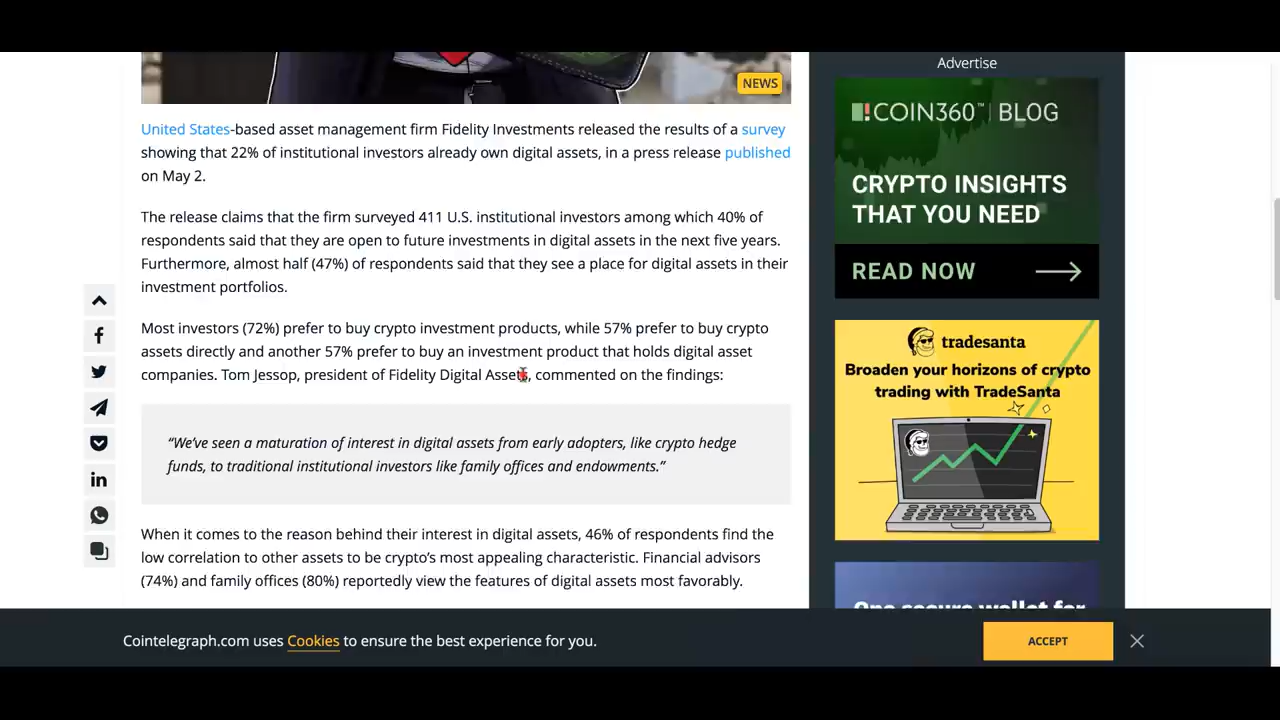 NEWS
United States-based asset management firm Fidelity Investments released the results of a survey
showing that 22% of institutional investors already own digital assets, in a press release published
on May 2.
The release claims that the firm surveyed 411 U.S. institutional investors among which 40% of
respondents said that they are open to future investments in digital assets in the next five years.
Furthermore, almost half (47%) of respondents said that they see a place for digital assets in their
investment portfolios.
Most investors (72%) prefer to buy crypto investment products, while 57% prefer to buy crypto
assets directly and another 57% prefer to buy an investment product that holds digital asset
companies. Tom Jessop, president of Fidelity Digital Assets, commented on the findings:
“We’ve seen a maturation of interest in digital assets from early adopters, like crypto hedge
funds, to traditional institutional investors like family offices and endowments.”
When it comes to the reason behind their interest in digital assets, 46% of respondents find the
low correlation to other assets to be crypto’s most appealing characteristic. Financial advisors
(74%) and family offices (80%) reportedly view the features of digital assets most favorably.
Advertise
COIN360™ | BLOG
CRYPTO INSIGHTS
THAT YOU NEED
READ NOW
tradesanta
Broaden your horizons of crypto
trading with TradeSanta
One secure wallet for
Cointelegraph.com uses Cookies to ensure the best experience for you.
ACCEPT